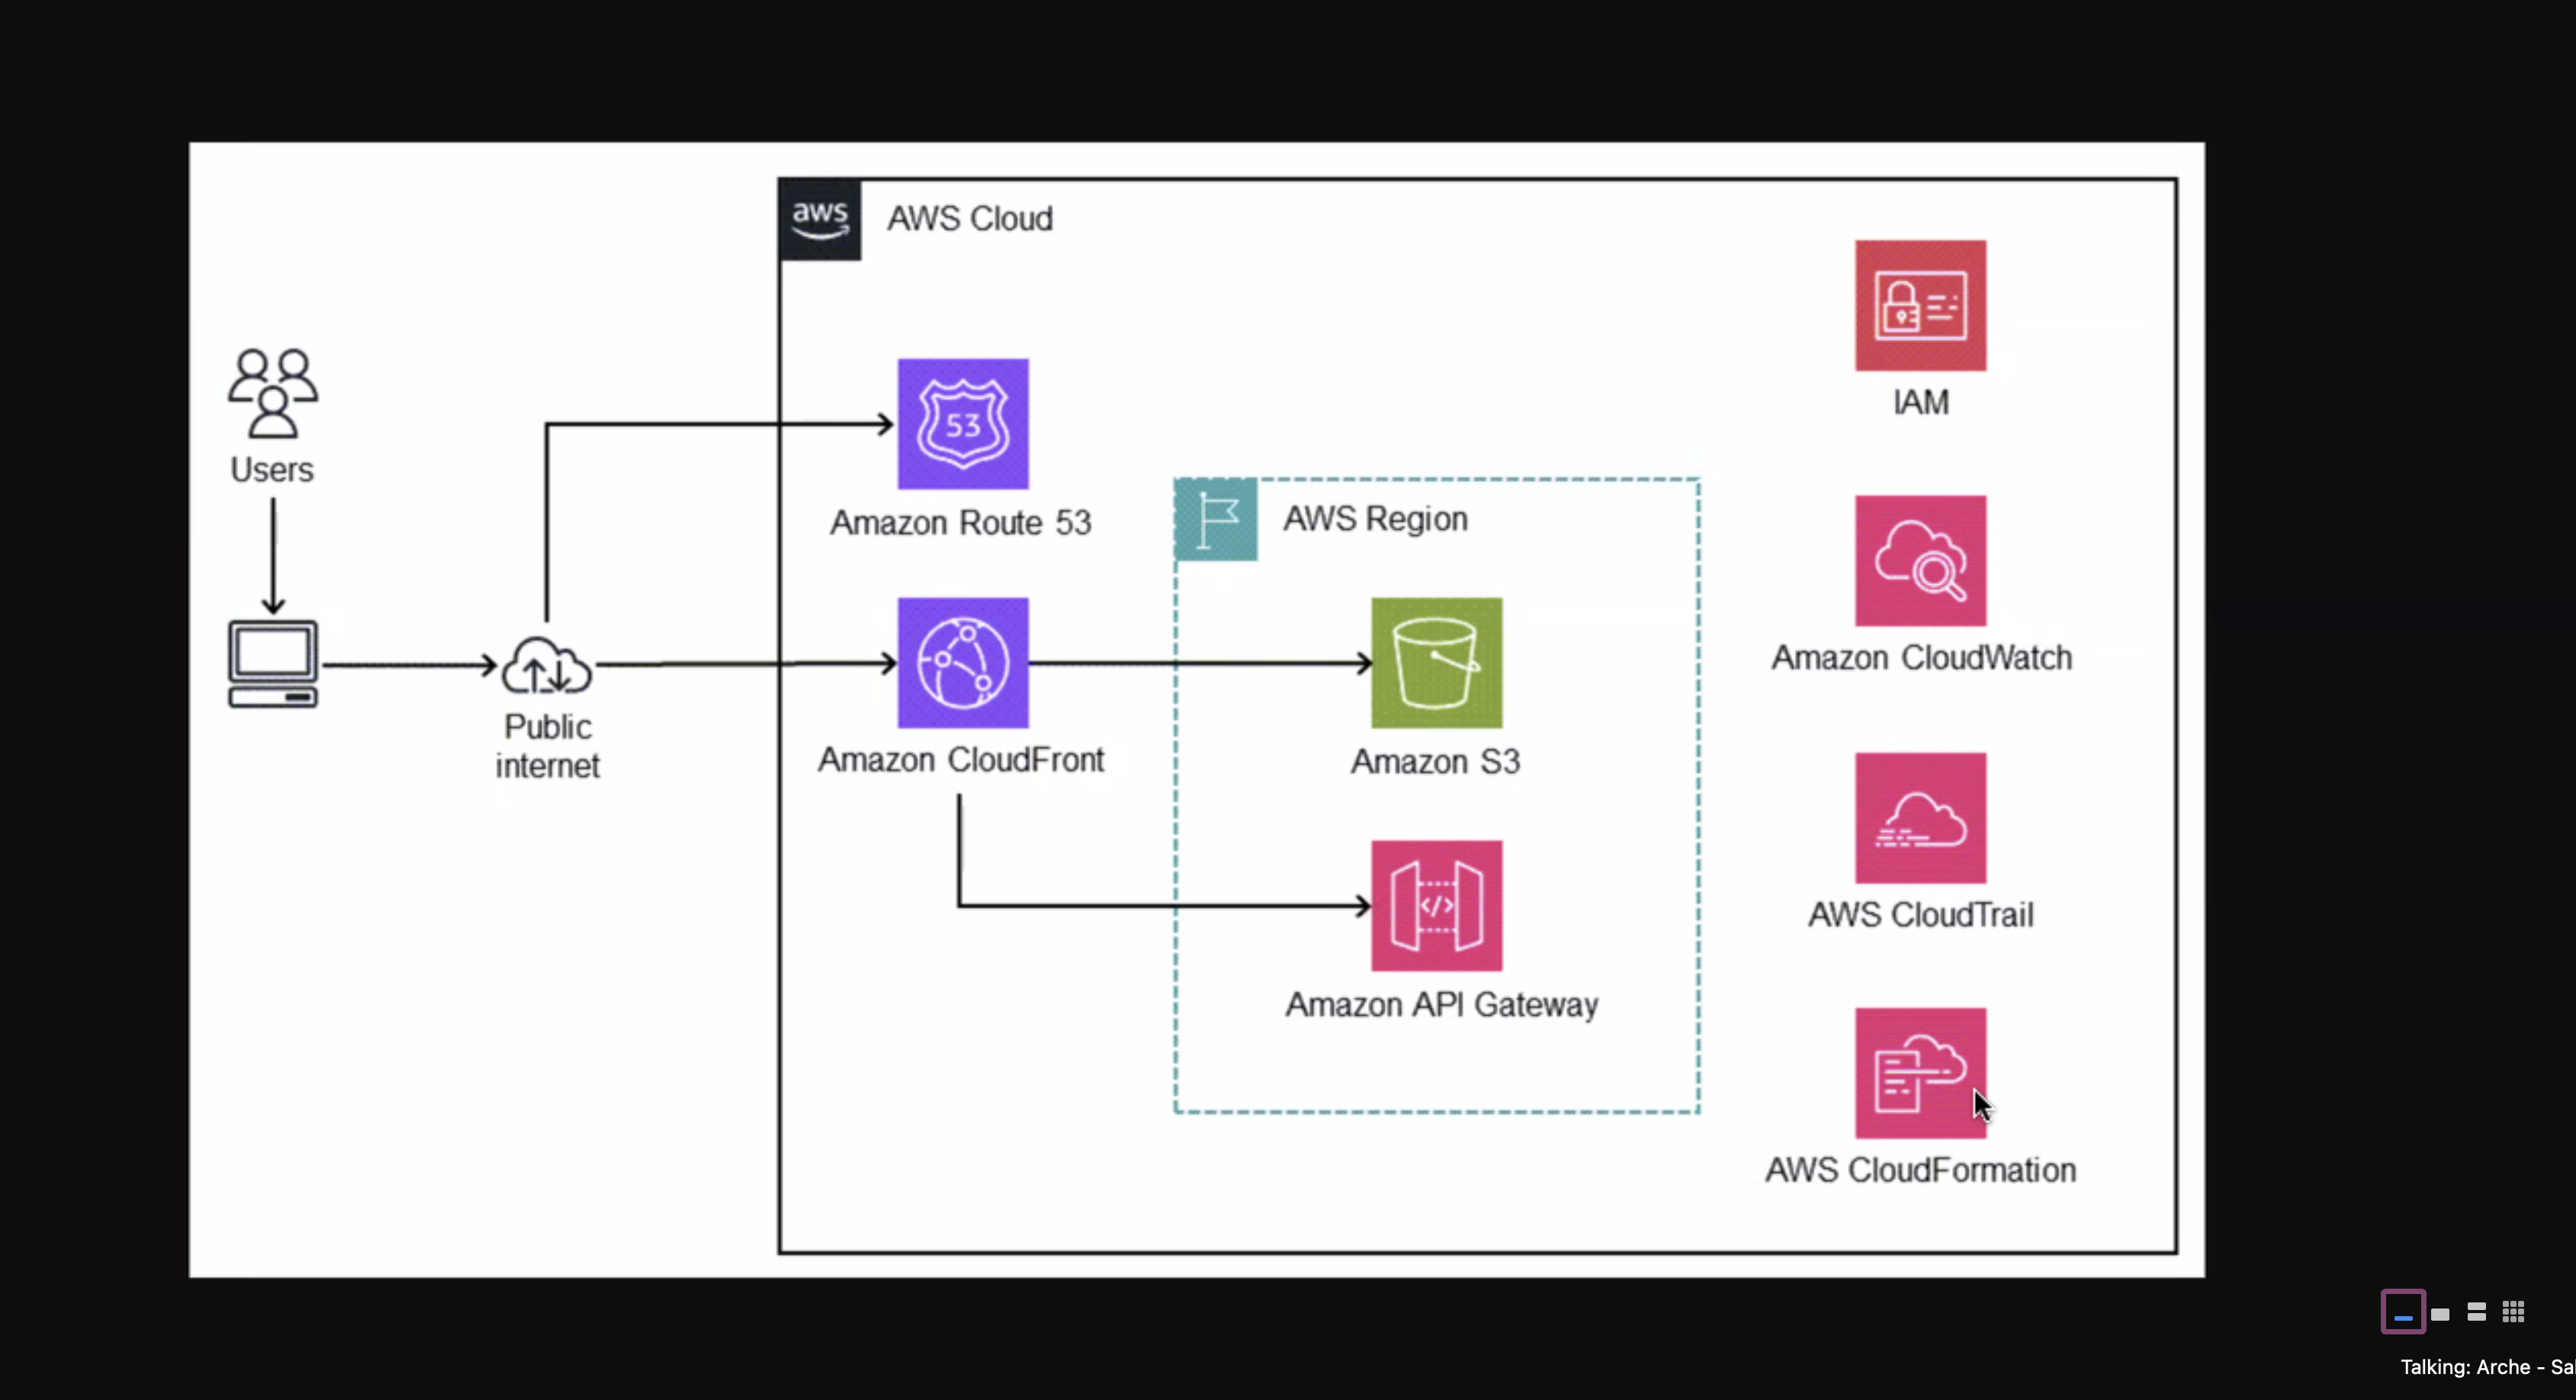 aws
AWS Cloud
IAM
Users
53
Amazon Route 53
AWS Region
Amazon CloudWatch
Public
internet
Amazon CloudFront
Amazon S3
</>
Amazon API Gateway
AWS CloudTrail
AWS CloudFormation
Talking: Arche - Sa